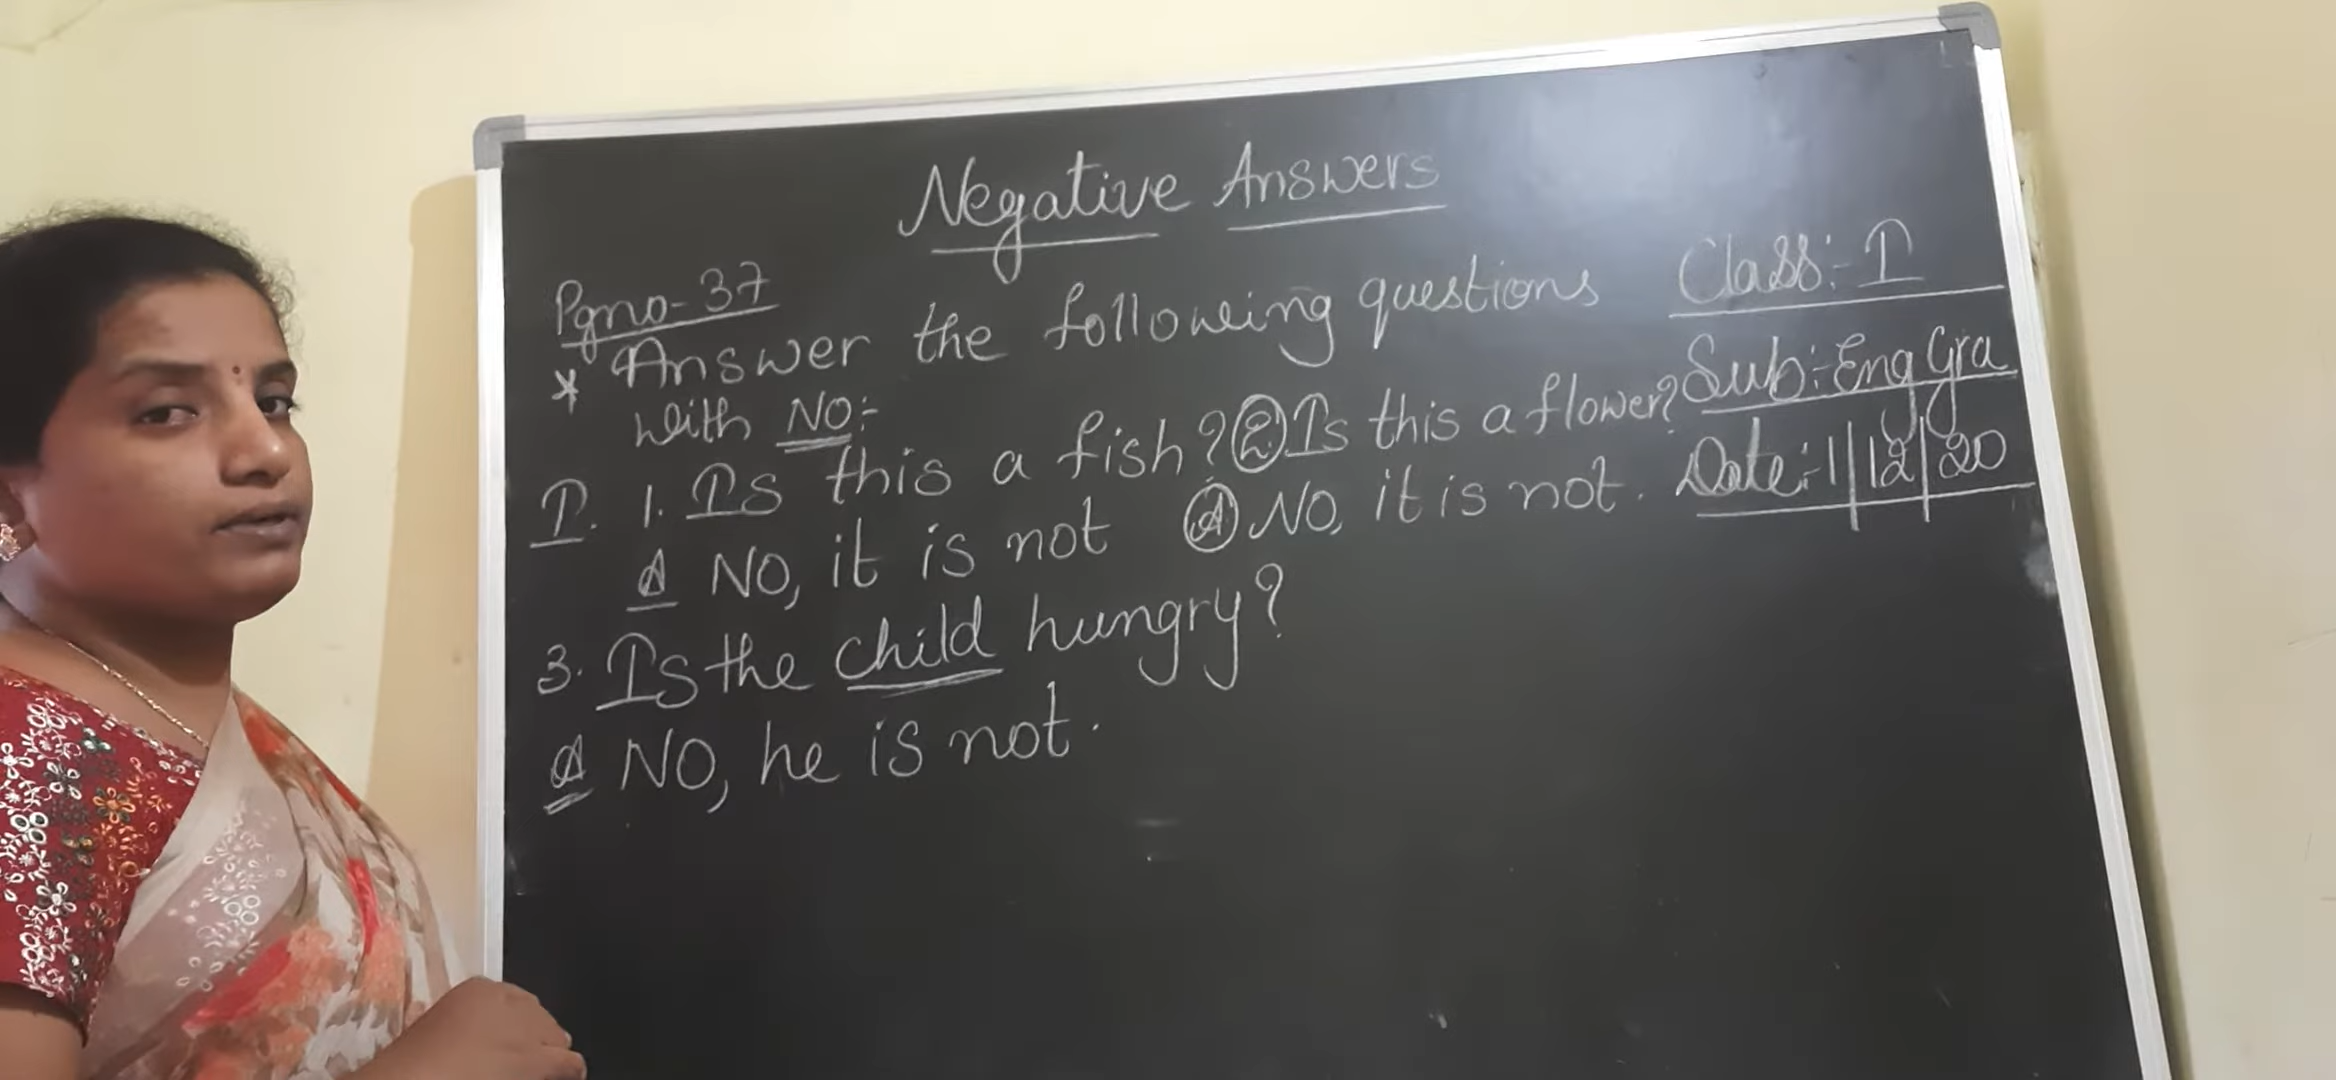 Negative Answers
Pgno-37
Class:- I
* Answer the following questions
with NO:-
Sub:- Eng Gra
Date:- 1/12/20
I. 1. Is this a fish? ② Is this a flower?
A NO, it is not Ⓐ NO, it is not.
3. Is the child hungry?
A NO, he is not.